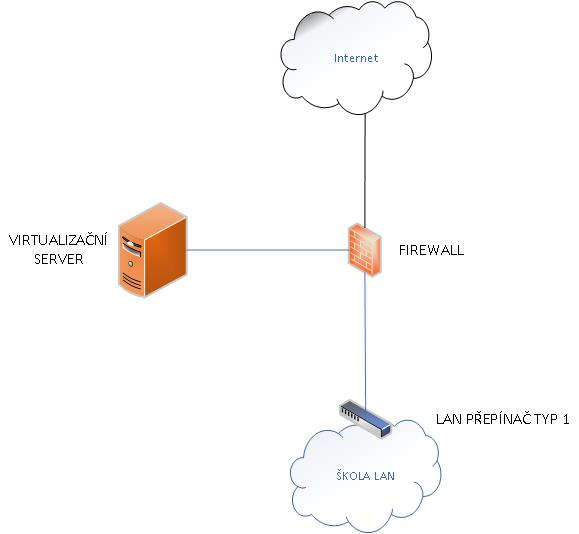 Internet
VIRTUALIZAČNÍ
SERVER
FIREWALL
LAN PŘEPÍNAČ TYP 1
ŠKOLA LAN